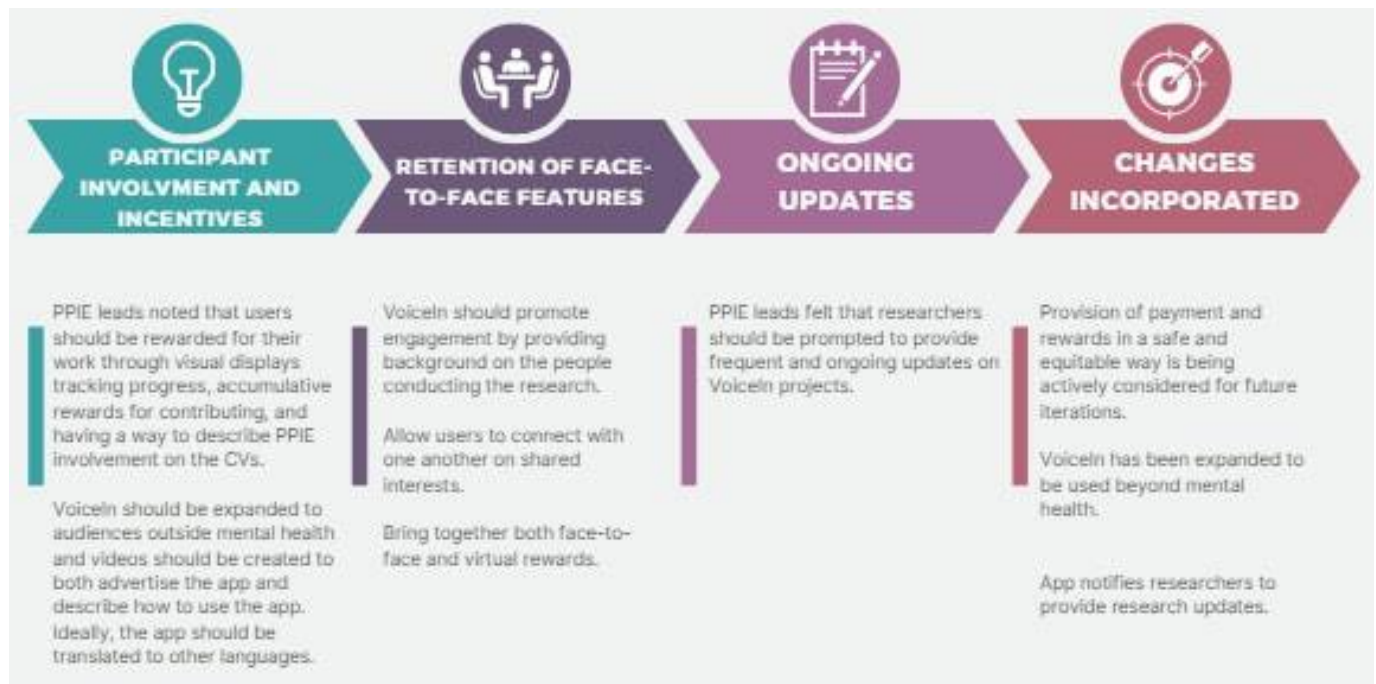 PARTICIPANT
INVOLVMENT AND
INCENTIVES
RETENTION OF FACE-
TO-FACE FEATURES
ONGOING
UPDATES
CHANGES
INCORPORATED
PPIE leads noted that users
should be rewarded for their
work through visual displays
tracking progress, accumulative
rewards for contributing, and
having a way to describe PPIE
involvement on the CVs.
VoiceIn should be expanded to
audiences outside mental health
and videos should be created to
both advertise the app and
describe how to use the app.
Ideally, the app should be
translated to other languages.
VoiceIn should promote
engagement by providing
background on the people
conducting the research.
Allow users to connect with
one another on shared
interests.
Bring together both face-to-
face and virtual rewards.
PPIE leads felt that researchers
should be prompted to provide
frequent and ongoing updates on
VoiceIn projects.
Provision of payment and
rewards in a safe and
equitable way is being
actively considered for future
iterations.
VoiceIn has been expanded to
be used beyond mental
health.
App notifies researchers to
provide research updates.